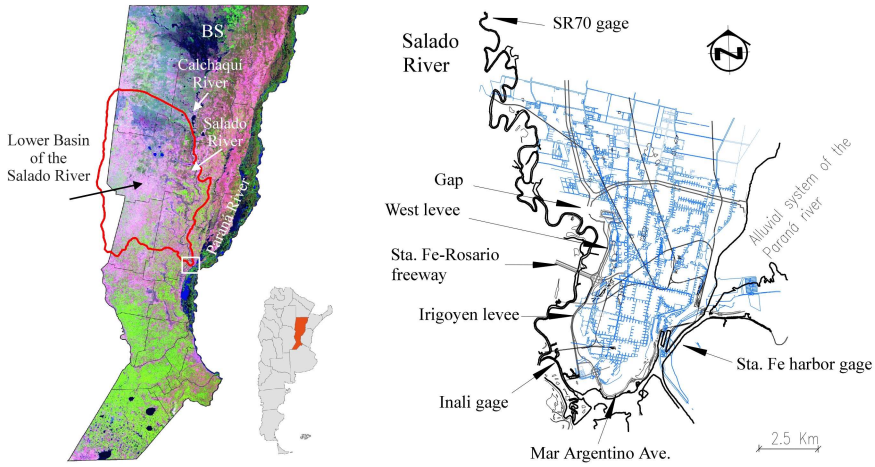 BS
Calchaquí
River
Salado
River
Lower Basin
of the
Salado River
Paraná River
SR70 gage
Salado
River
N
Gap
West levee
Sta. Fe-Rosario
freeway
Irigoyen levee
Inali gage
Mar Argentino Ave.
Sta. Fe harbor gage
Alluvial system of the
Paraná river
2.5 Km